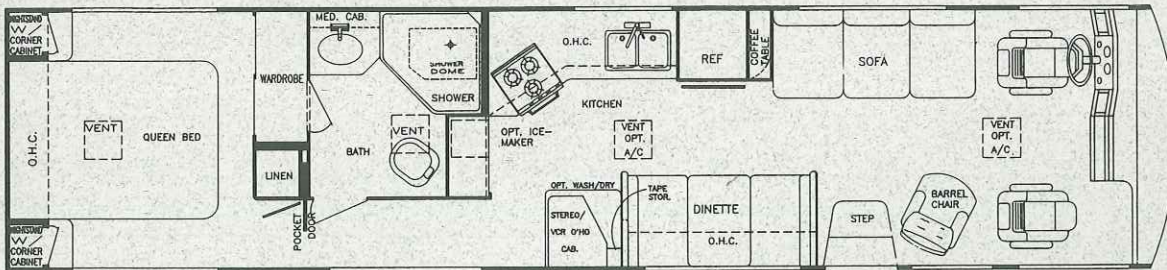 NIGHTSTAND
W/
CORNER
CABINET
O.H.C.
VENT
QUEEN BED
NIGHTSTAND
W/
CORNER
CABINET
WARDROBE
LINEN
POCKET
DOOR
MED. CAB.
SHOWER
DOME
SHOWER
VENT
BATH
O.H.C.
KITCHEN
OPT. ICE-
MAKER
REF
COFFEE
TABLE
VENT
OPT.
A/C
OPT. WASH/DRY
STEREO/
VCR O'HD
CAB.
TAPE
STOR.
DINETTE
O.H.C.
SOFA
VENT
OPT.
A/C
STEP
BARREL
CHAIR